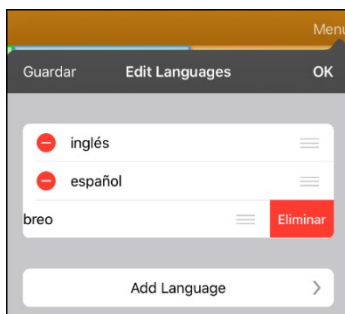 Menu
Guardar Edit Languages OK
inglés
español
breo Eliminar
Add Language